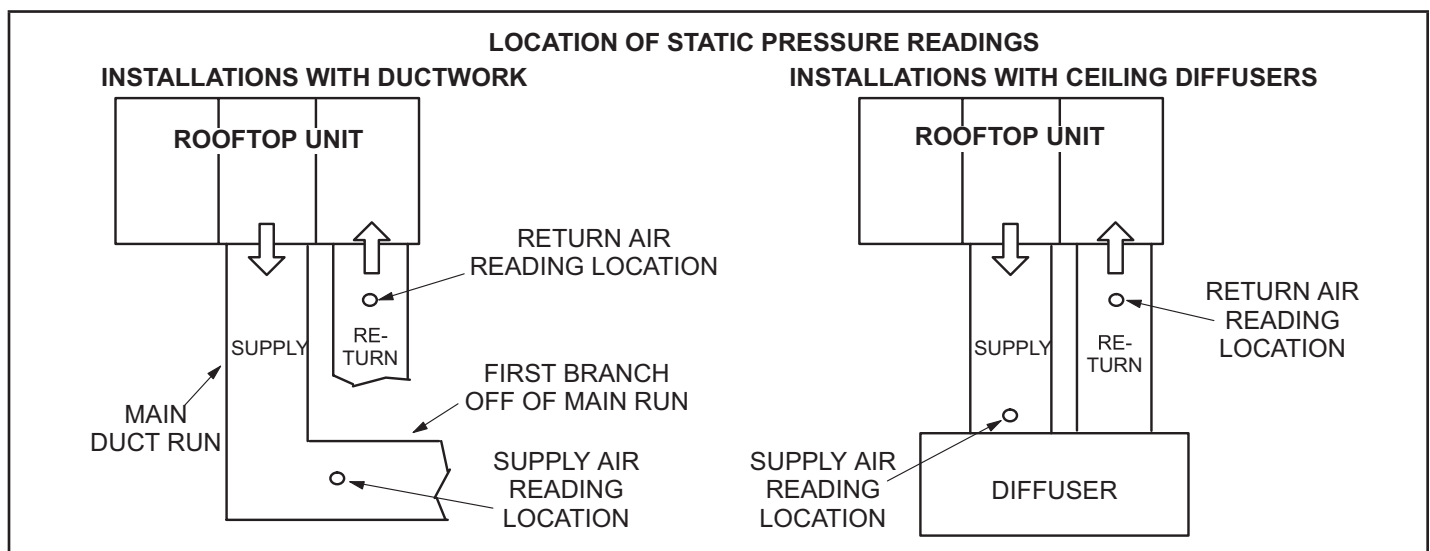 LOCATION OF STATIC PRESSURE READINGS
INSTALLATIONS WITH DUCTWORK
ROOFTOP UNIT
RETURN AIR
READING LOCATION
SUPPLY
RE-
TURN
FIRST BRANCH
OFF OF MAIN RUN
MAIN
DUCT RUN
SUPPLY AIR
READING
LOCATION
INSTALLATIONS WITH CEILING DIFFUSERS
ROOFTOP UNIT
RETURN AIR
READING
LOCATION
SUPPLY
RE-
TURN
SUPPLY AIR
READING
LOCATION
DIFFUSER